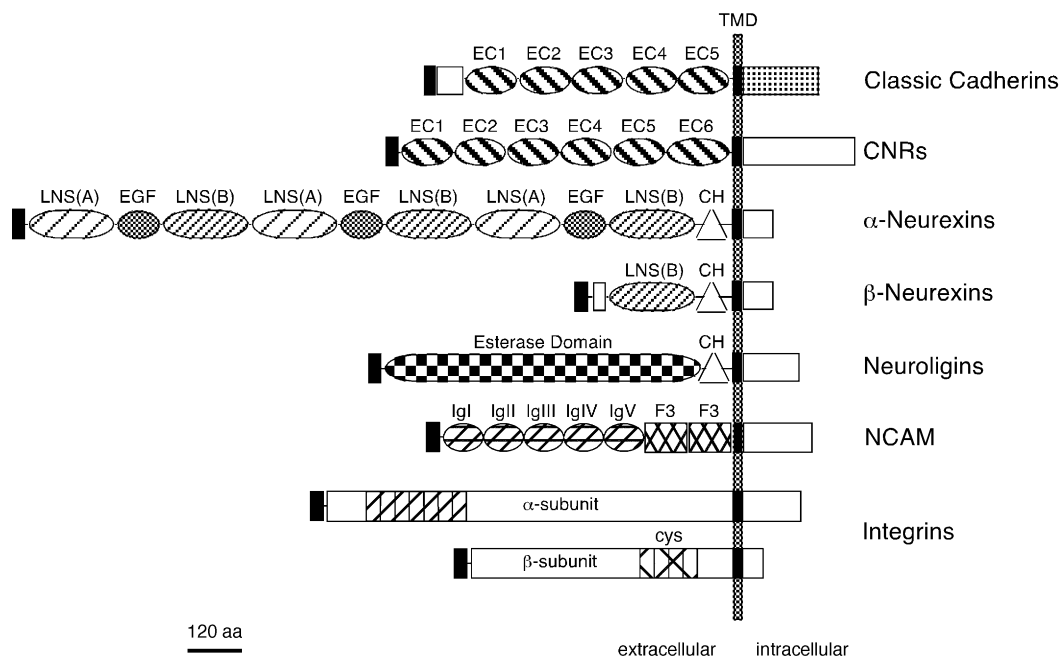 TMD
EC1 EC2 EC3 EC4 EC5
Classic Cadherins
EC1 EC2 EC3 EC4 EC5 EC6
CNRs
LNS(A) EGF LNS(B) LNS(A) EGF LNS(B) LNS(A) EGF LNS(B) CH
α-Neurexins
LNS(B) CH
β-Neurexins
Esterase Domain CH
Neuroligins
IgI IgII IgIII IgIV IgV F3 F3
NCAM
α-subunit
Integrins
cys
β-subunit
120 aa
extracellular intracellular